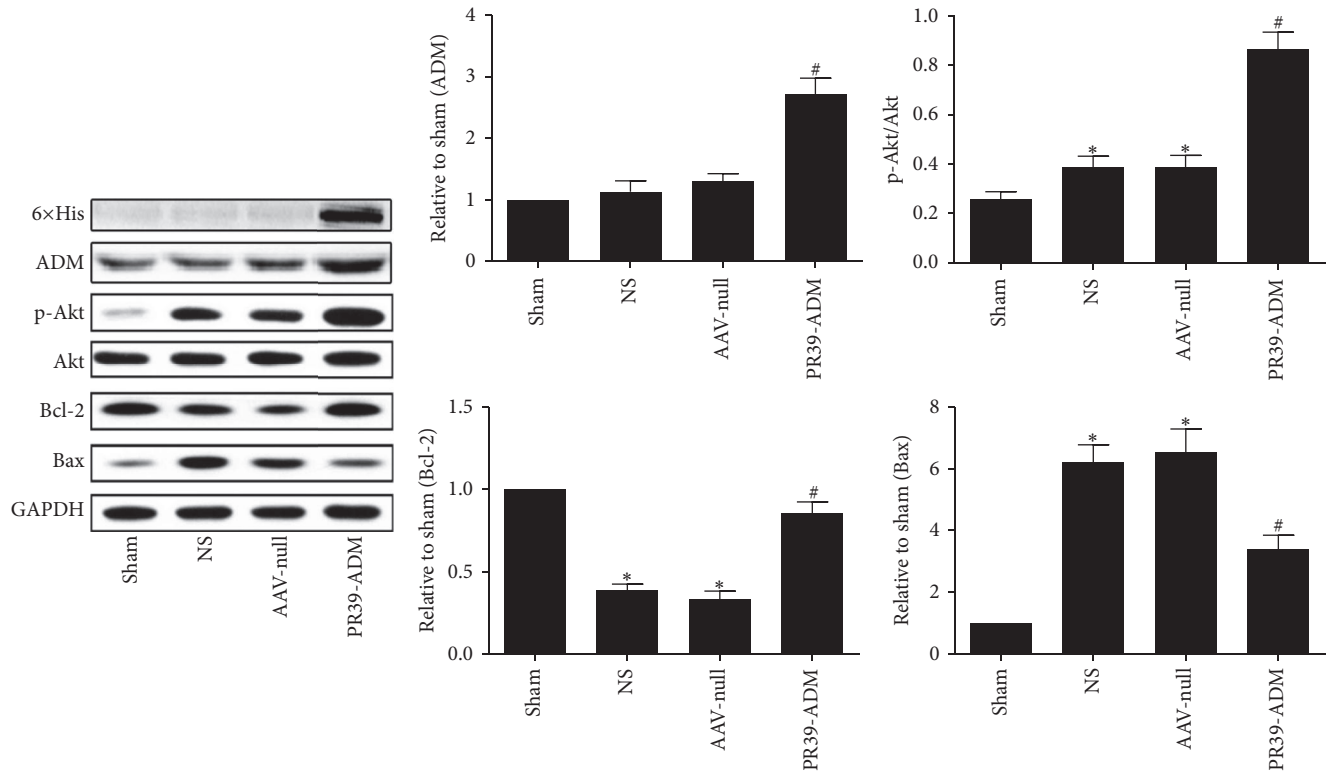 6×His
ADM
p-Akt
Akt
Bcl-2
Bax
GAPDH
Sham
NS
AAV-null
PR39-ADM
Relative to sham (ADM)
4
3
2
1
0
#
Sham
NS
AAV-null
PR39-ADM
p-Akt/Akt
1.0
0.8
0.6
0.4
0.2
0.0
*
*
#
Sham
NS
AAV-null
PR39-ADM
Relative to sham (Bcl-2)
1.5
1.0
0.5
0.0
*
*
#
Sham
NS
AAV-null
PR39-ADM
Relative to sham (Bax)
8
6
4
2
0
*
*
#
Sham
NS
AAV-null
PR39-ADM